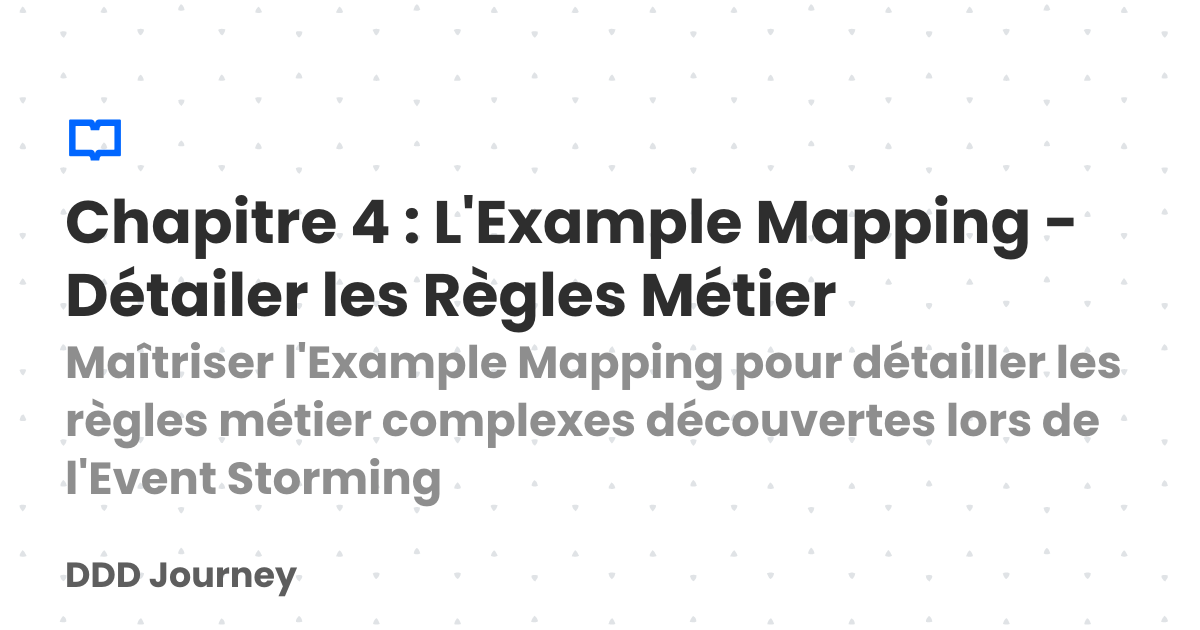 Chapitre 4 : L'Example Mapping -
Détailer les Règles Métier
Maîtriser l'Example Mapping pour détailler les
règles métier complexes découvertes lors de
l'Event Storming
DDD Journey